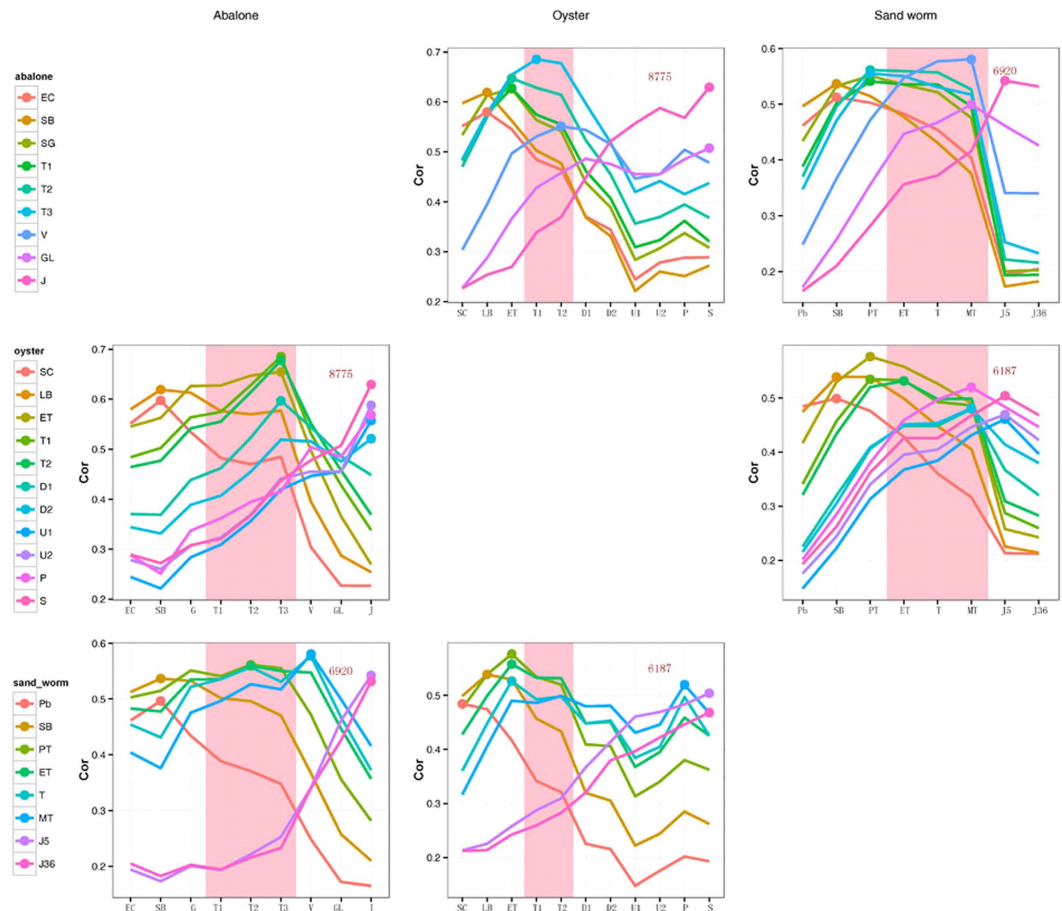 Abalone
Oyster
Sand worm
abalone
EC
SB
SG
T1
T2
T3
V
GL
J
Cor
0.7
0.6
0.5
0.4
0.3
0.2
8775
SC LB ET T1 T2 D1 D2 U1 U2 P S
Cor
0.6
0.5
0.4
0.3
0.2
6920
Pb SB PT ET T MT J5 J36
oyster
SC
LB
ET
T1
T2
D1
D2
U1
U2
P
S
Cor
0.7
0.6
0.5
0.4
0.3
0.2
8775
EC SB G T1 T2 T3 V GL J
Cor
0.5
0.4
0.3
0.2
6187
Pb SB PT ET T MT J5 J36
sand_worm
Pb
SB
PT
ET
T
MT
J5
J36
Cor
0.6
0.5
0.4
0.3
0.2
6920
EC SB G T1 T2 T3 V GL J
Cor
0.5
0.4
0.3
0.2
6187
SC LB ET T1 T2 D1 D2 U1 U2 P S